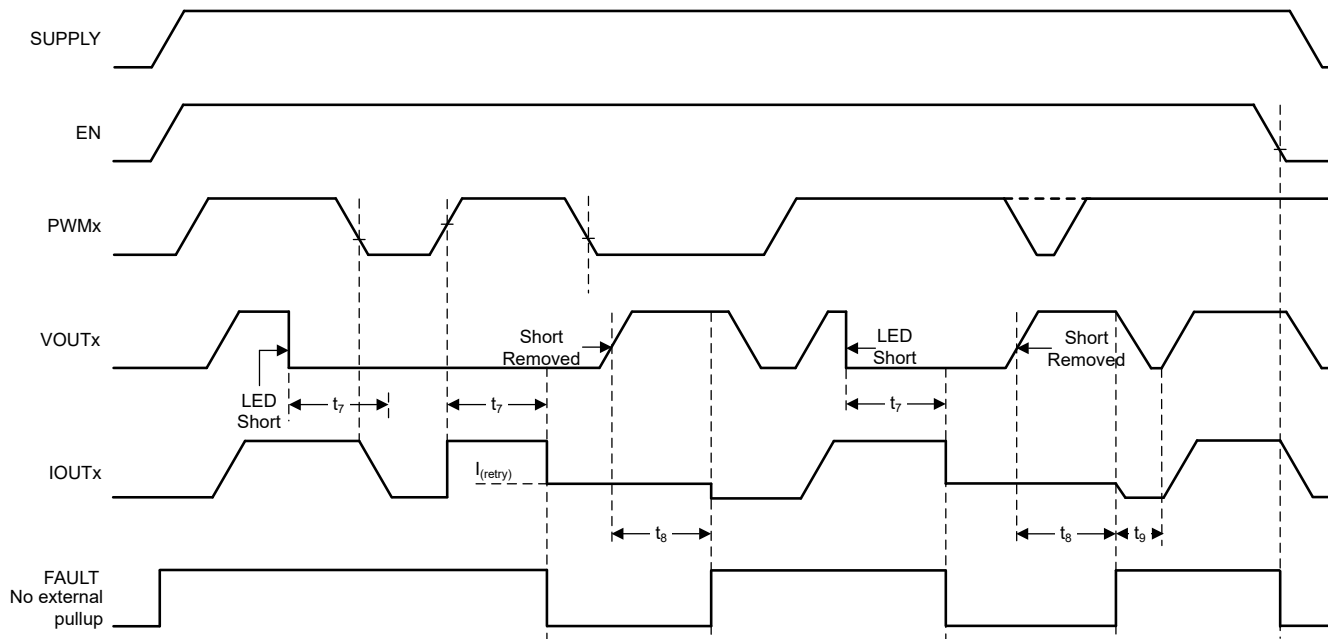 SUPPLY
EN
PWMx
VOUTx
LED
Short
t7
t7
Short
Removed
LED
Short
t7
Short
Removed
IOUTx
I(retry)
t8
t8
t9
FAULT
No external
pullup